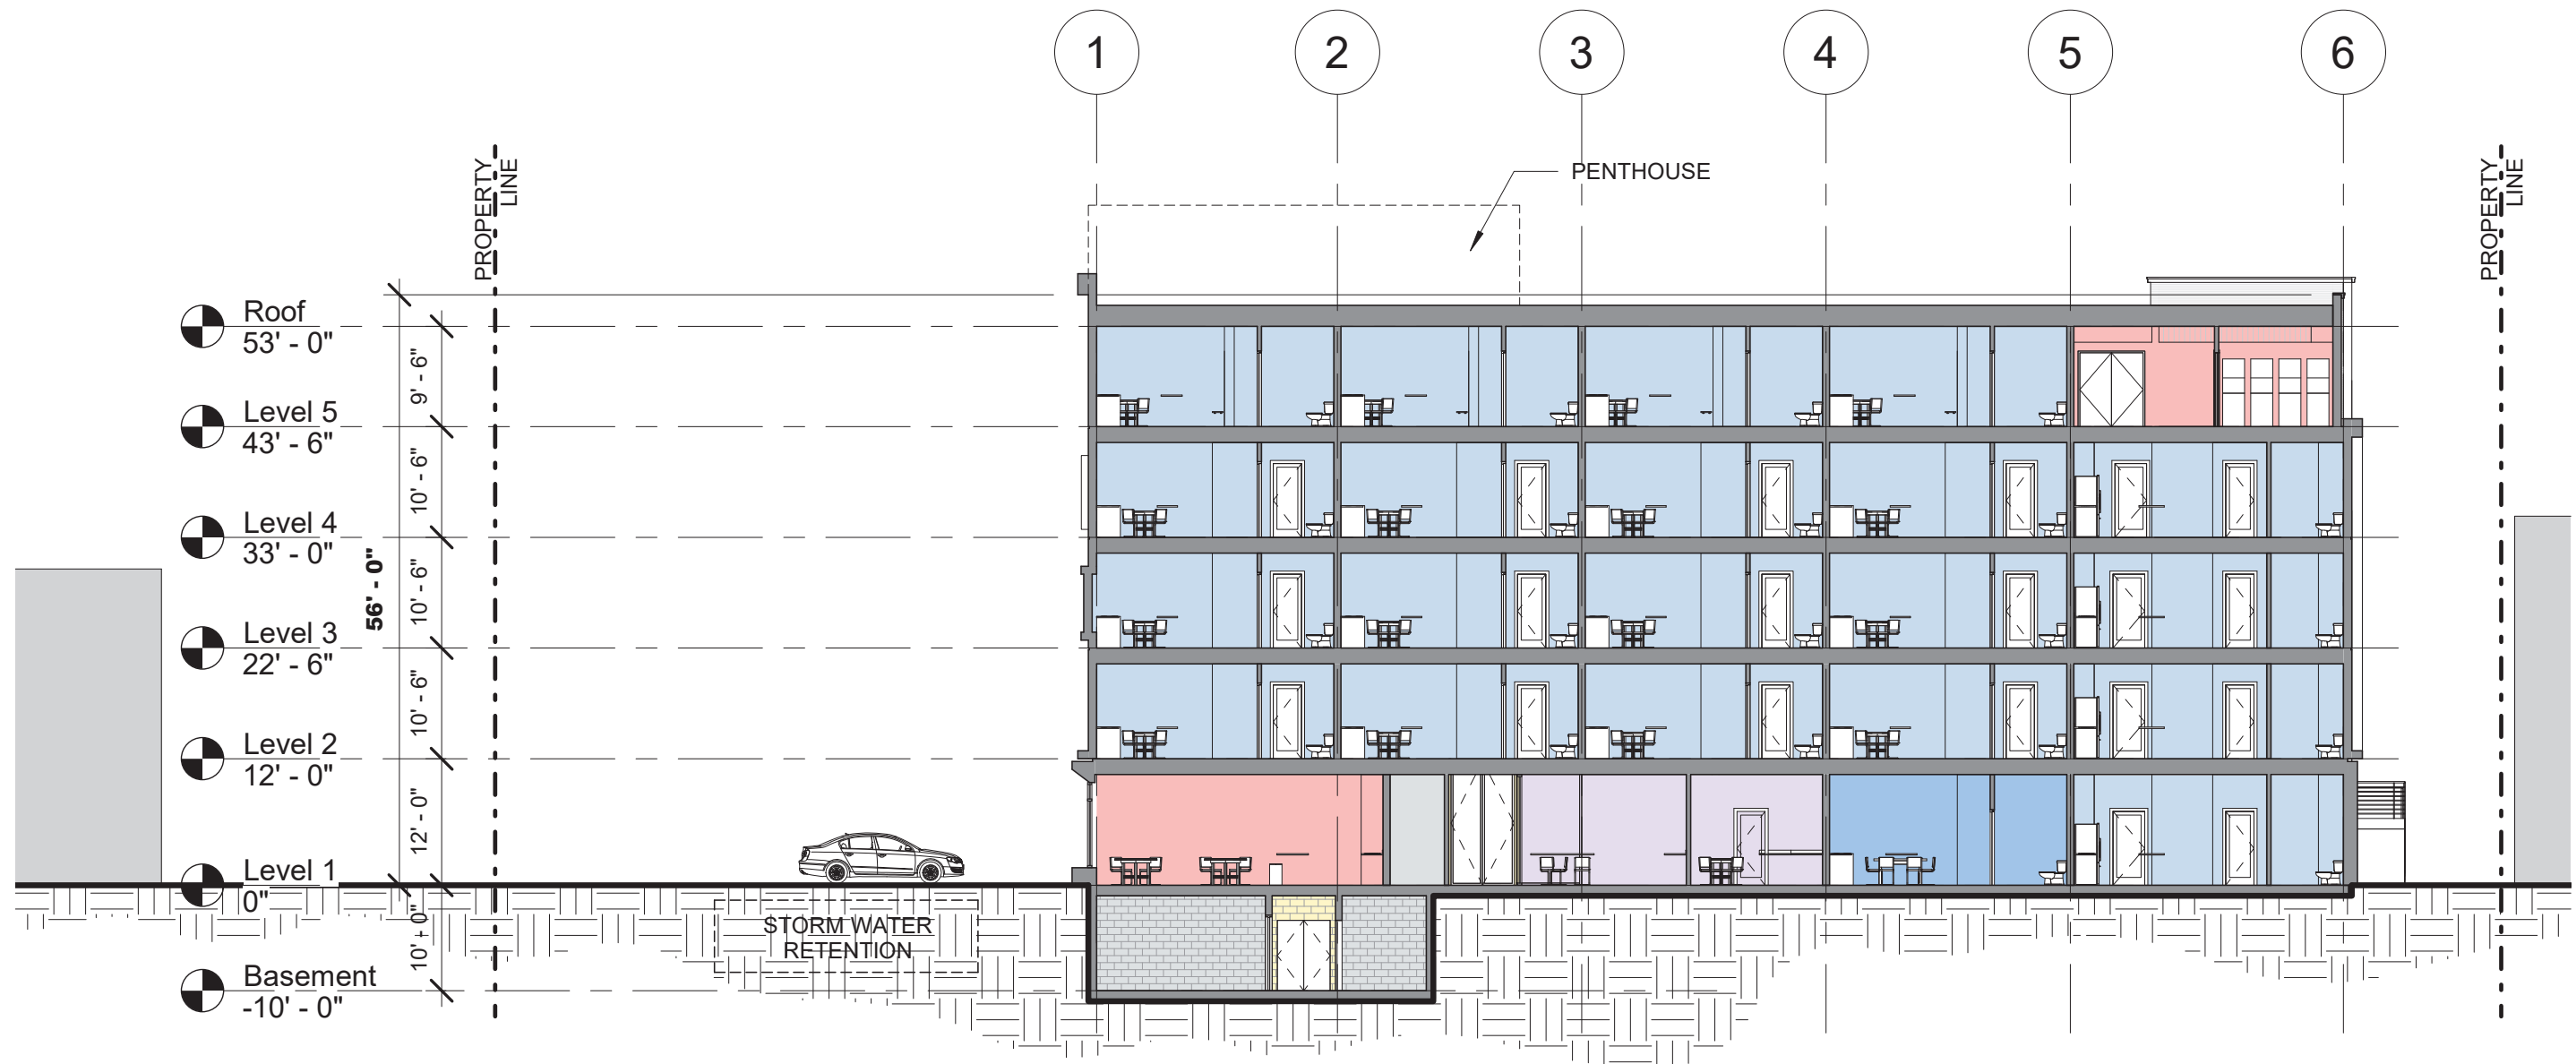 1 2 3 4 5 6
PROPERTY
LINE
PENTHOUSE
PROPERTY
LINE
Roof
53' - 0"
9' - 6"
Level 5
43' - 6"
10' - 6"
Level 4
33' - 0"
56' - 0"
10' - 6"
Level 3
22' - 6"
10' - 6"
Level 2
12' - 0"
12' - 0"
Level 1
0"
10' - 0"
STORM WATER
RETENTION
Basement
-10' - 0"